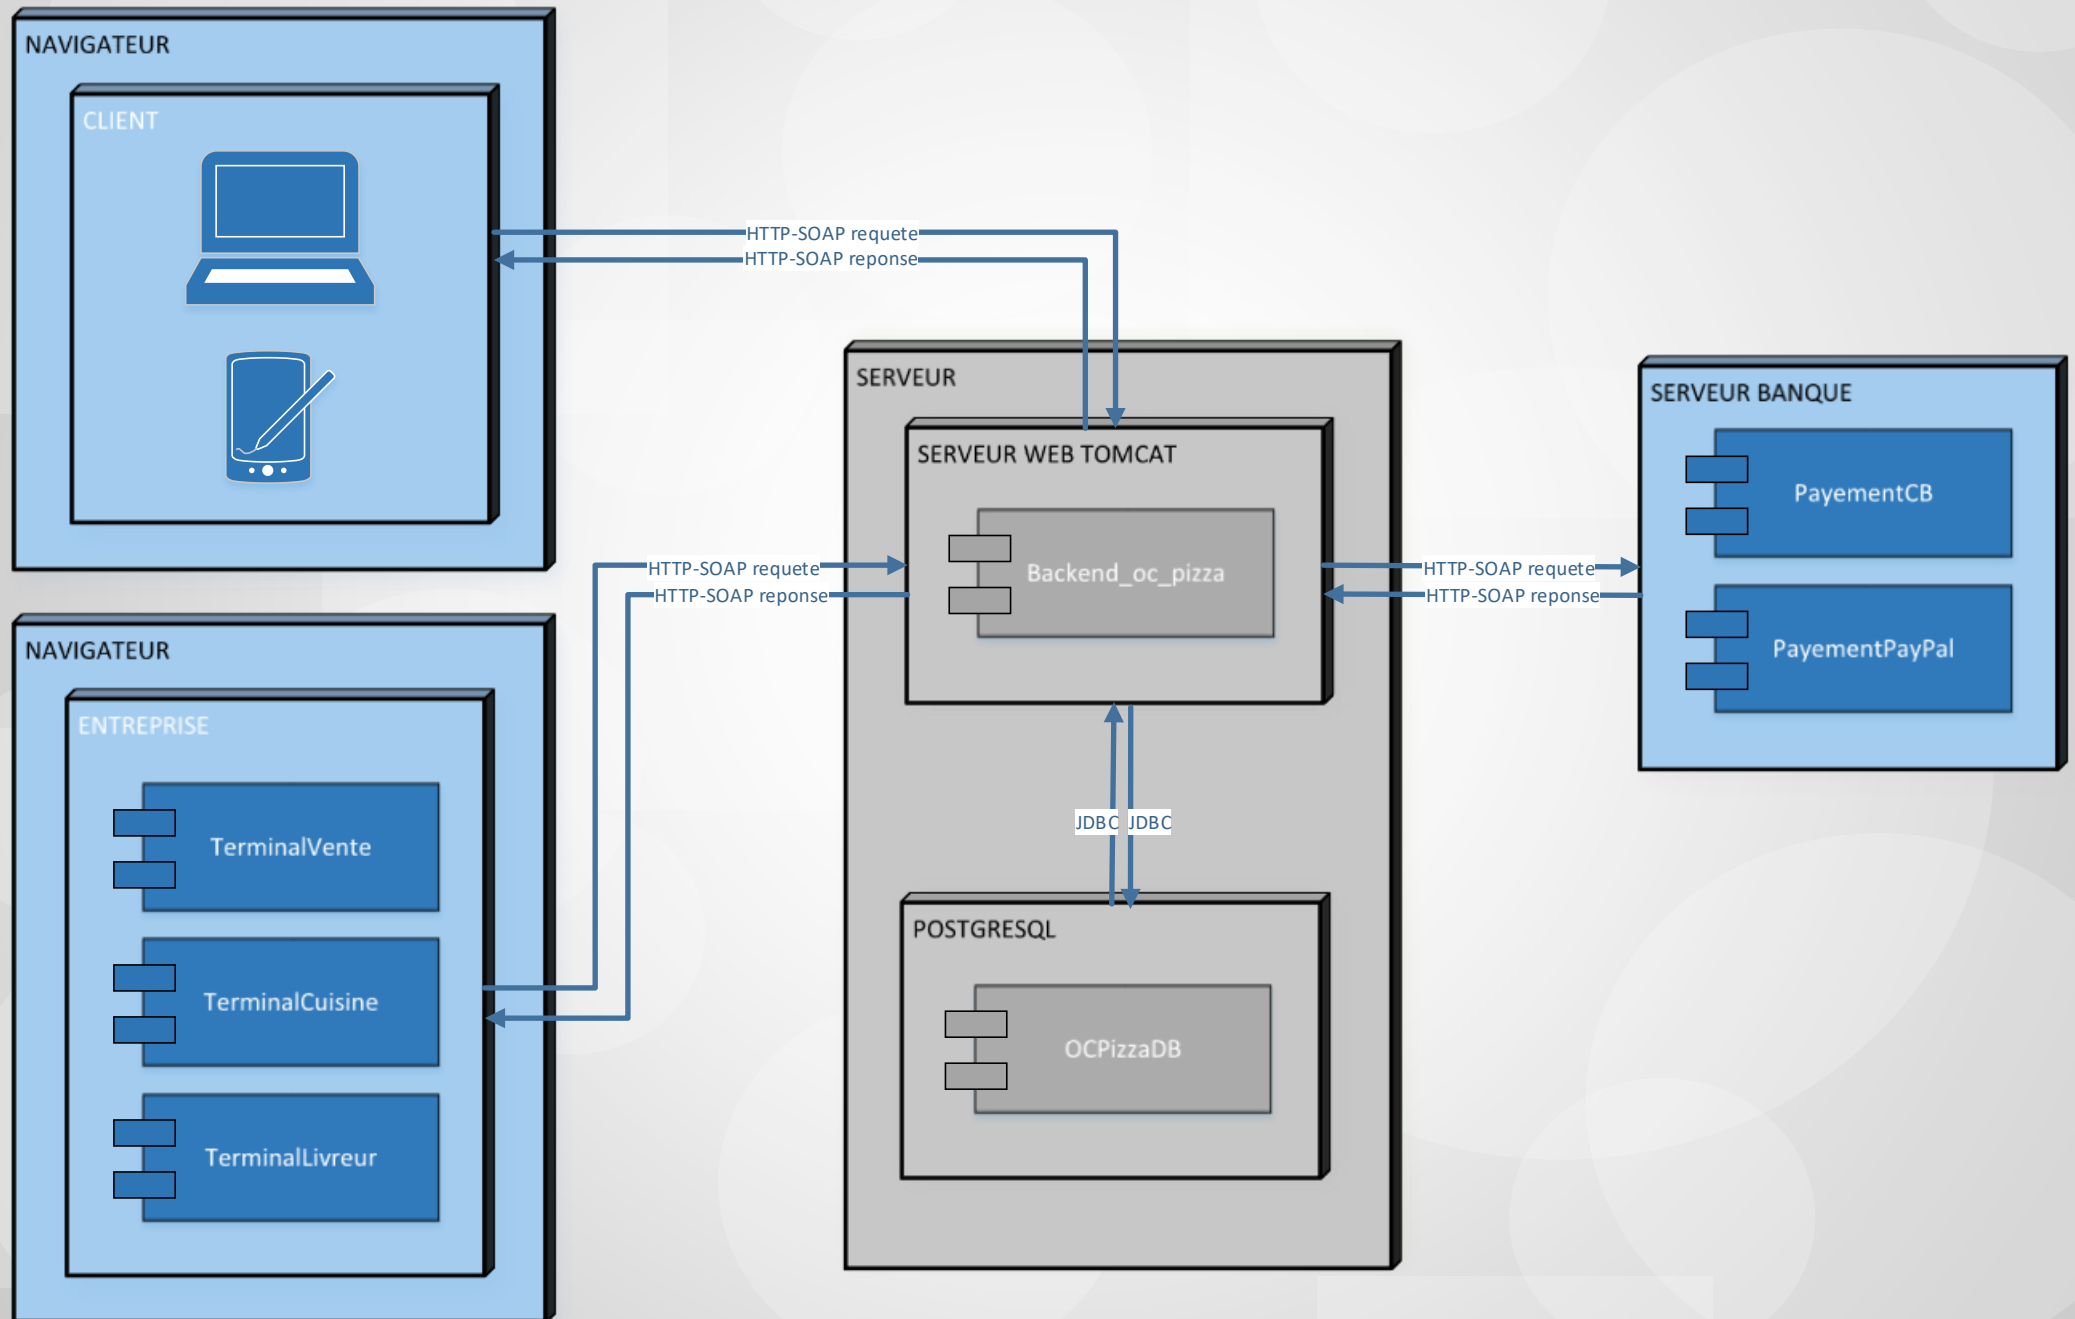 NAVIGATEUR
CLIENT
HTTP-SOAP requete
HTTP-SOAP reponse
SERVEUR
SERVEUR WEB TOMCAT
Backend_oc_pizza
SERVEUR BANQUE
PayementCB
PayementPayPal
HTTP-SOAP requete
HTTP-SOAP reponse
HTTP-SOAP requete
HTTP-SOAP reponse
NAVIGATEUR
ENTREPRISE
TerminalVente
TerminalCuisine
TerminalLivreur
JDBC JDBC
POSTGRESQL
OCPizzaDB